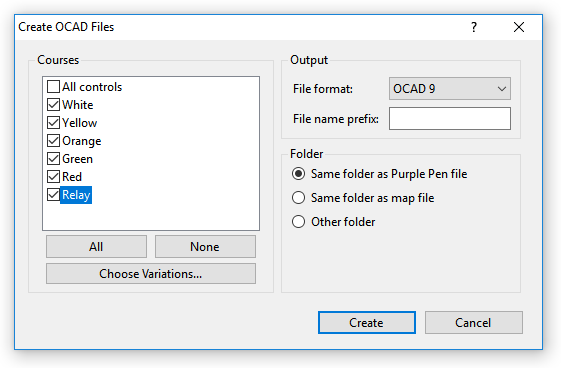 Create OCAD Files
Courses
All controls
White
Yellow
Orange
Green
Red
Relay
All
None
Choose Variations...
Output
File format:
OCAD 9
File name prefix:
Folder
Same folder as Purple Pen file
Same folder as map file
Other folder
Create
Cancel